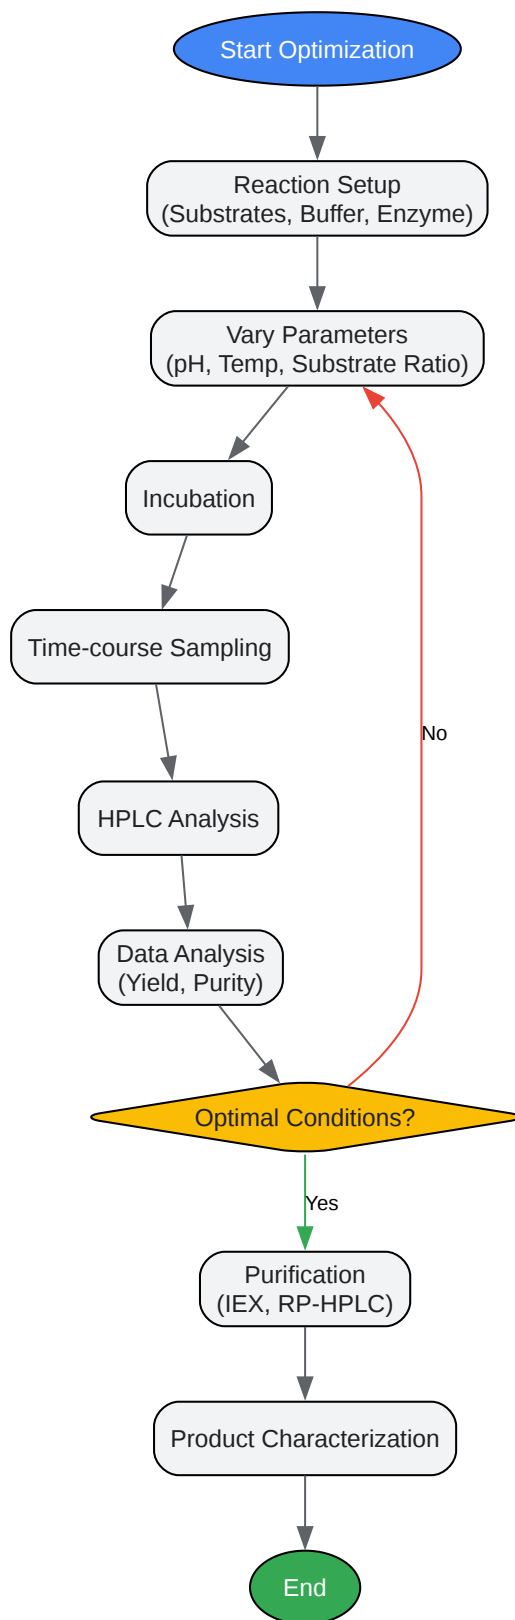 Start Optimization
Reaction Setup
(Substrates, Buffer, Enzyme)
Vary Parameters
(pH, Temp, Substrate Ratio)
Incubation
Time-course Sampling
No
HPLC Analysis
Data Analysis
(Yield, Purity)
Optimal Conditions?
Yes
Purification
(IEX, RP-HPLC)
Product Characterization
End